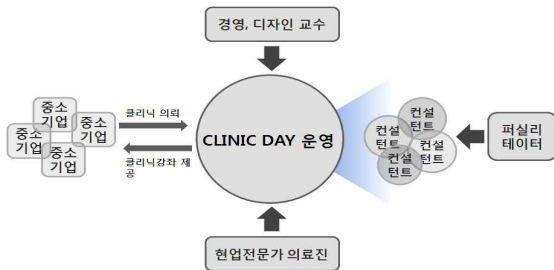 경영, 디자인 교수
중소
기업
중소
기업
중소
기업
중소
기업
클리닉 의뢰
클리닉강좌 제
공
CLINIC DAY 운영
컨설
턴트
컨설
턴트
컨설
턴트
컨설
턴트
퍼실리
테이터
현업전문가 의료진